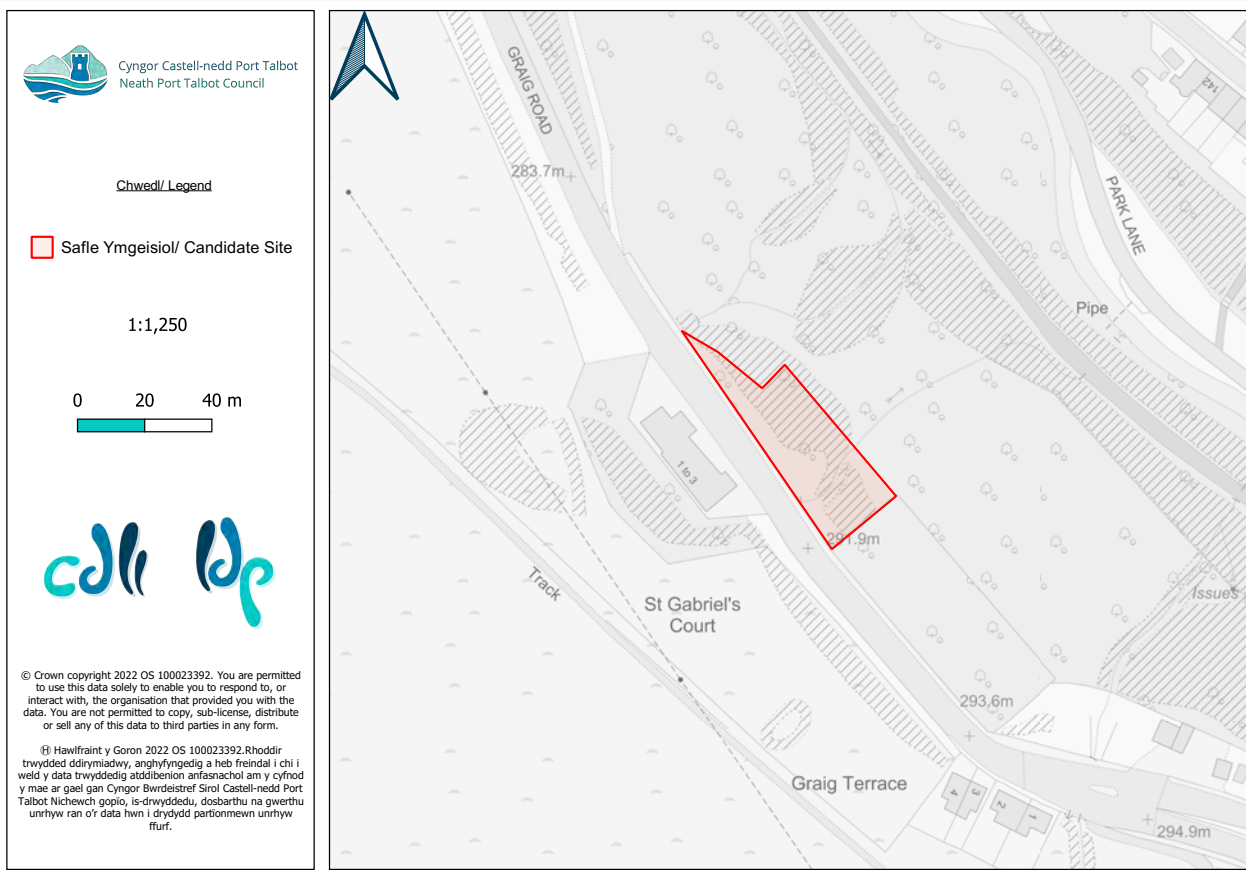 Cyngor Castell-nedd Port Talbot
Neath Port Talbot Council
Chwedl/ Legend
Safle Ymgeisiol/ Candidate Site
1:1,250
0 20 40 m
cdll ldp
© Crown copyright 2022 OS 100023392. You are permitted
to use this data solely to enable you to respond to, or
interact with, the organisation that provided you with the
data. You are not permitted to copy, sub-license, distribute
or sell any of this data to third parties in any form.
Ⓗ Hawlfraint y Goron 2022 OS 100023392.Rhoddir
trwydded ddirymiadwy, anghyfyngedig a heb freindal i chi i
weld y data trwyddedig atddibenion anfasnachol am y cyfnod
y mae ar gael gan Cyngor Bwrdeistref Sirol Castell-nedd Port
Talbot Nichewch gopïo, is-drwyddedu, dosbarthu na gwerthu
unrhyw ran o'r data hwn i drydydd partïonmewn unrhyw
ffurf.
GRAIG ROAD
283.7m
142
PARK LANE
Pipe
1 to 3
291.9m
Track
St Gabriel's
Court
Issues
293.6m
Graig Terrace
4
3
2
1
294.9m